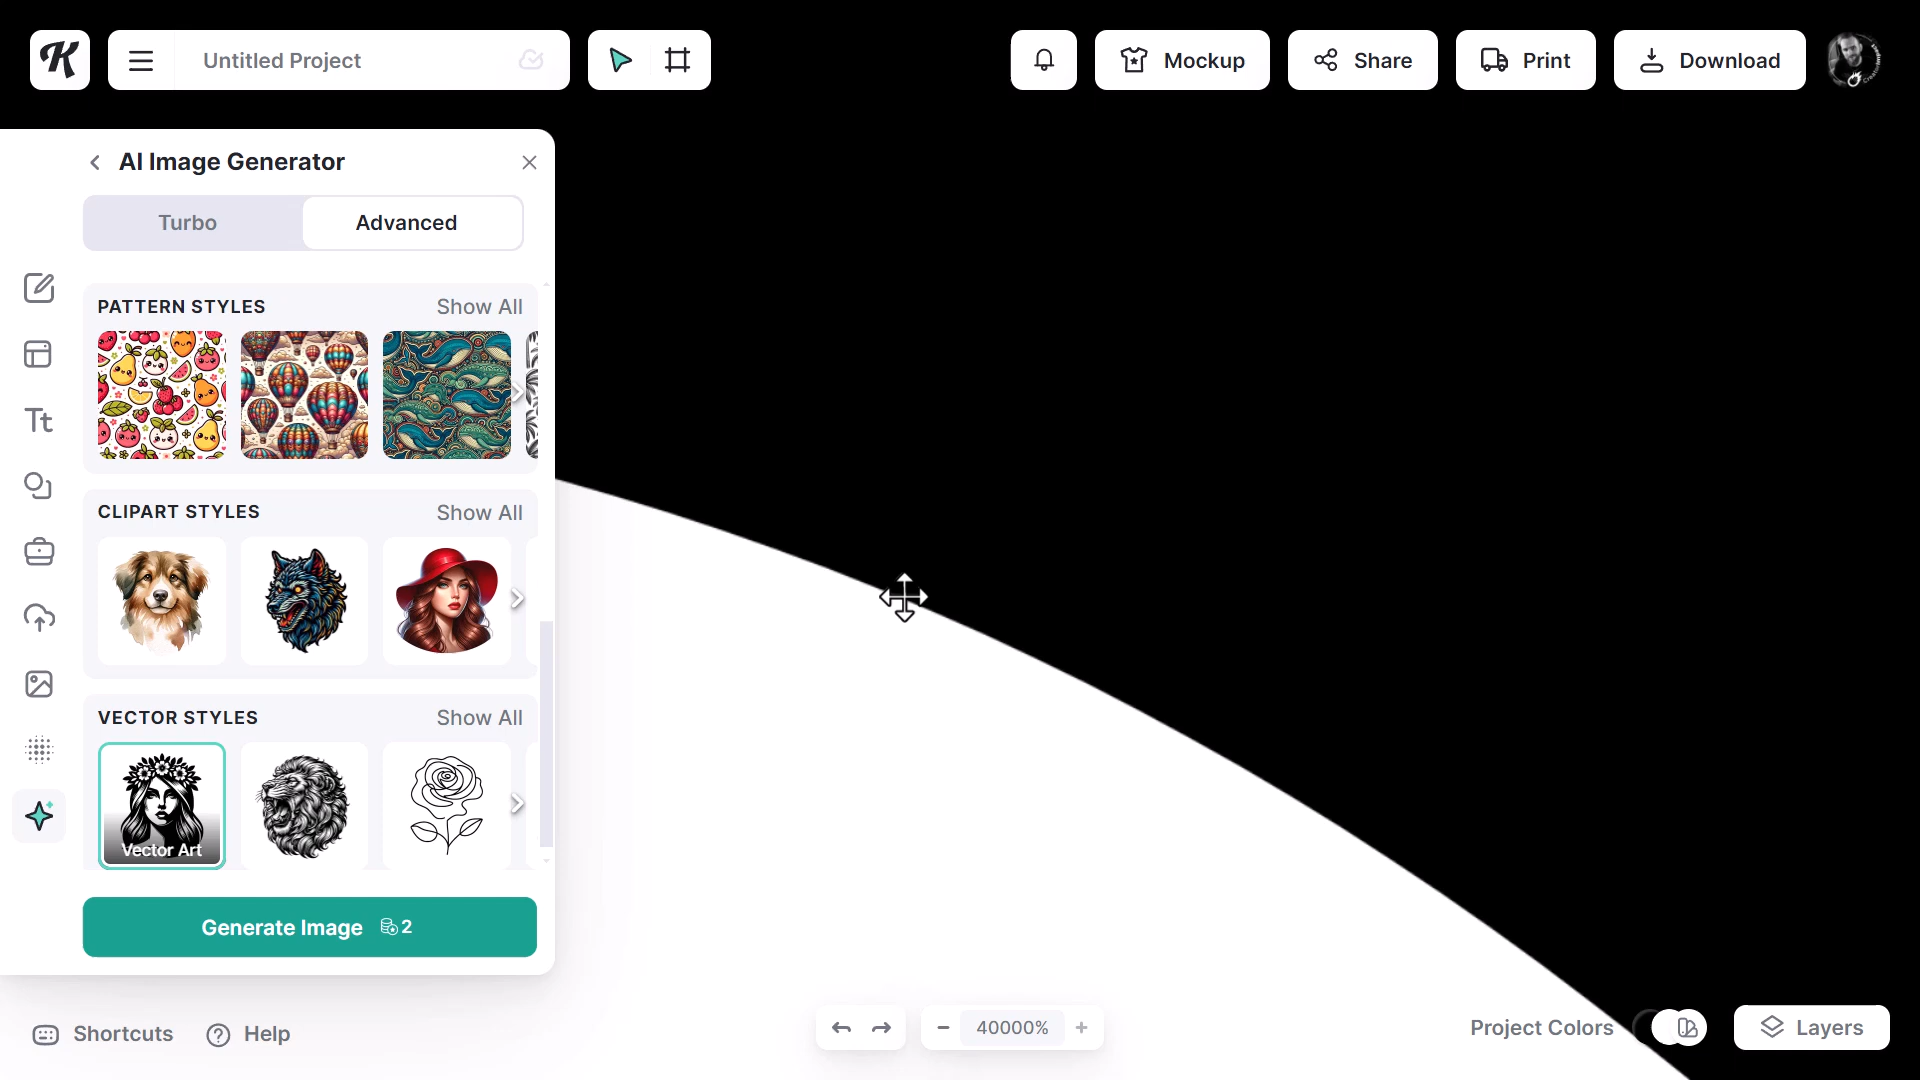 K
Untitled Project
Mockup
Share
Print
Download
AI Image Generator
Turbo
Advanced
PATTERN STYLES
Show All
CLIPART STYLES
Show All
VECTOR STYLES
Show All
Vector Art
Tt
Generate Image 2
Shortcuts
Help
40000%
Project Colors
Layers